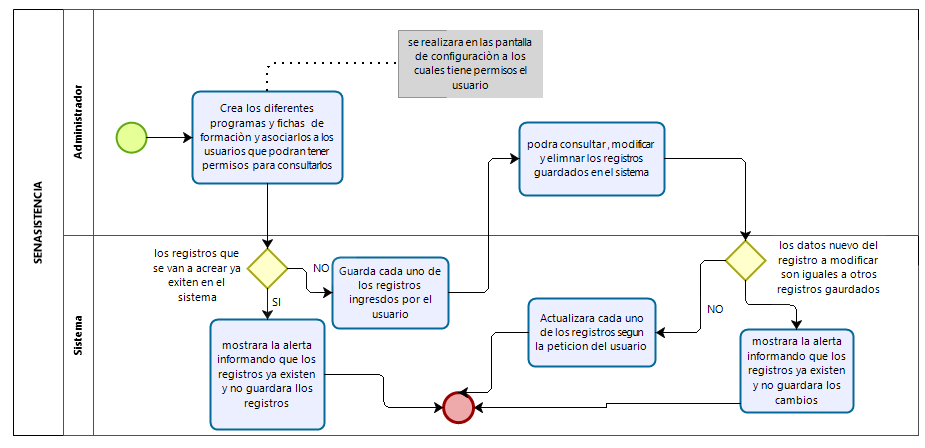 SENASISTENCIA
Administrador
se realizara en las pantalla
de configuraciòn a los
cuales tiene permisos el
usuario
Crea los diferentes
programas y fichas de
formaciòn y asociarlos a los
usuarios que podran tener
permisos para consultarlos
podra consultar, modificar
y elimnar los registros
guardados en el sistema
Sistema
los registros que
se van a acrear ya
exiten en el
sistema
NO
SI
Guarda cada uno de
los registros
ingresdos por el
usuario
mostrara la alerta
informando que los
registros ya existen
y no guardara llos
registros
los datos nuevo del
registro a modificar
son iguales a otros
registros gaurdados
NO
Actualizara cada uno
de los registros segun
la peticion del usuario
mostrara la alerta
informando que los
registros ya existen
y no guardara los
cambios